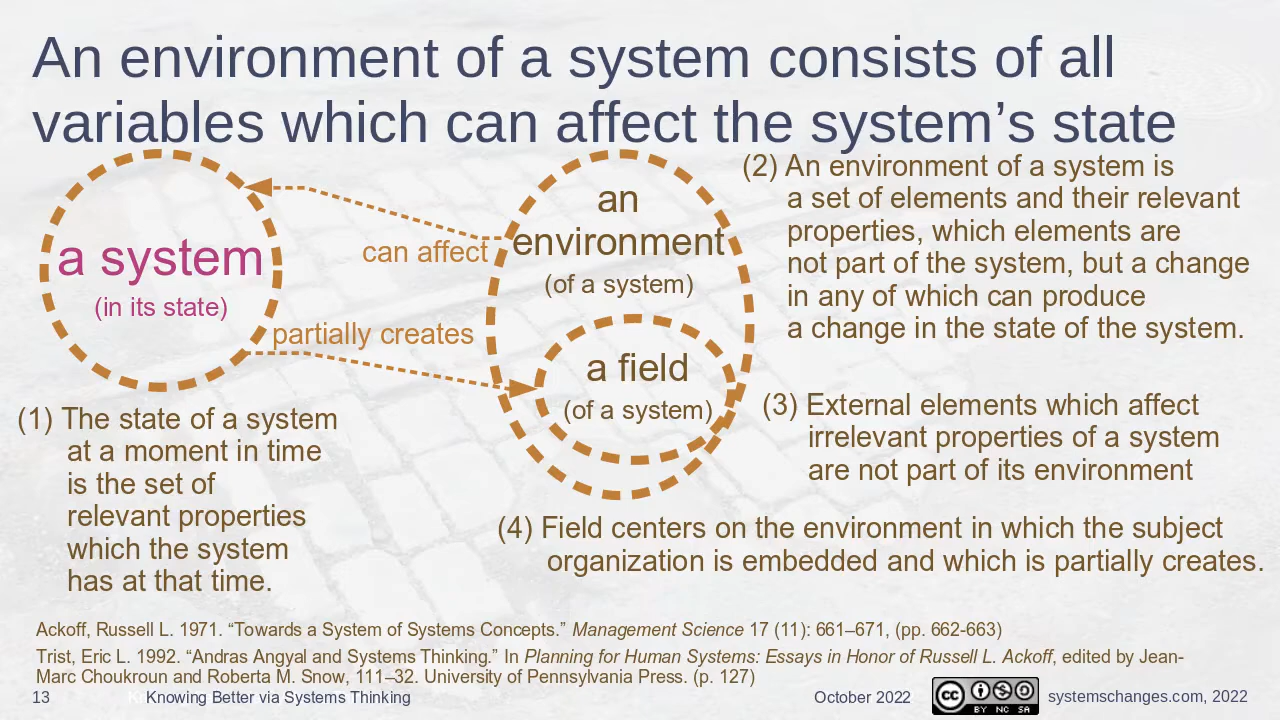 An environment of a system consists of all
variables which can affect the system’s state
a system
(in its state)
can affect
partially creates
an
environment
(of a system)
a field
(of a system)
(1) The state of a system
at a moment in time
is the set of
relevant properties
which the system
has at that time.
(2) An environment of a system is
a set of elements and their relevant
properties, which elements are
not part of the system, but a change
in any of which can produce
a change in the state of the system.
(3) External elements which affect
irrelevant properties of a system
are not part of its environment
(4) Field centers on the environment in which the subject
organization is embedded and which is partially creates.
Ackoff, Russell L. 1971. “Towards a System of Systems Concepts.” Management Science 17 (11): 661–671, (pp. 662-663)
Trist, Eric L. 1992. “Andras Angyal and Systems Thinking.” In Planning for Human Systems: Essays in Honor of Russell L. Ackoff, edited by Jean-
Marc Choukroun and Roberta M. Snow, 111–32. University of Pennsylvania Press. (p. 127)
13
Knowing Better via Systems Thinking
October 2022
cc
BY NC SA
systemschanges.com, 2022